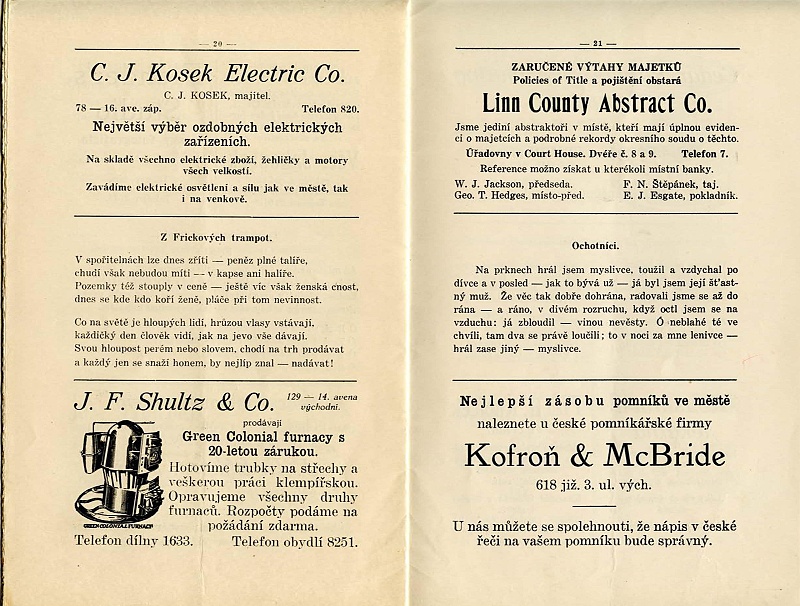 — 20 —
C. J. Kosek Electric Co.
C. J. KOSEK, majitel.
78 — 16. ave. záp. Telefon 820.
Největší výběr ozdobných elektrických
zařízeních.
Na skladě všechno elektrické zboží, žehličky a motory
všech velkostí.
Zavádíme elektrické osvětlení a sílu jak ve městě, tak
i na venkově.
Z Frickových trampot.
V spořitelnách lze dnes zříti — peněz plné talíře,
chudí však nebudou míti — v kapse ani halíře.
Pozemky též stouply v ceně — ještě víc však ženská cnost,
dnes se kde kdo koří ženě, pláče při tom nevinnost.
Co na světě je hloupých lidí, hrůzou vlasy vstávají.
každičký den člověk vidí, jak na jevo vše dávají.
Svou hloupost perém nebo slovem, chodí na trh prodávat
a každý jen se snaží honem, by nejlíp znal — nadávat!
J. F. Shultz & Co. 129 — 14. avena
východní.
prodávají
Green Colonial furnacy s
20-letou zárukou.
Hotovíme trubky na střechy a
veškerou práci klempířskou.
Opravujeme všechny druhy
furnaců. Rozpočty podáme na
požádání zdarma.
GREEN COLONIAL FURNACE
Telefon dílny 1633. Telefon obydlí 8251.
— 21 —
ZARUČENÉ VÝTAHY MAJETKŮ
Policies of Title a pojištění obstará
Linn County Abstract Co.
Jsme jediní abstraktoři v místě, kteří mají úplnou eviden-
ci o majetcích a podrobné rekordy okresního soudu o těchto.
Úřadovny v Court House. Dvéře č. 8 a 9. Telefon 7.
Reference možno získat u kterékoli místní banky.
W. J. Jackson, předseda. F. N. Štěpánek, taj.
Geo. T. Hedges, místo-před. E. J. Esgate, pokladník.
Ochotníci.
Na prknech hrál jsem myslivce, toužil a vzdychal po
dívce a v posled — jak to bývá už — já byl jsem její šťast-
ný muž. Že věc tak dobře dohrána, radovali jsme se až do
rána — a ráno, v divém rozruchu, když octl jsem se na
vzduchu: já zbloudil — vinou nevěsty. Ó neblahé té ve
chvíli, tam dva se právě loučili; to v noci za mne lenivce —
hrál zase jiný — myslivce.
Nejlepší zásobu pomníků ve městě
naleznete u české pomníkářské firmy
Kofroň & McBride
618 již. 3. ul. vých.
U nás můžete se spolehnouti, že nápis v české
řeči na vašem pomníku bude správný.